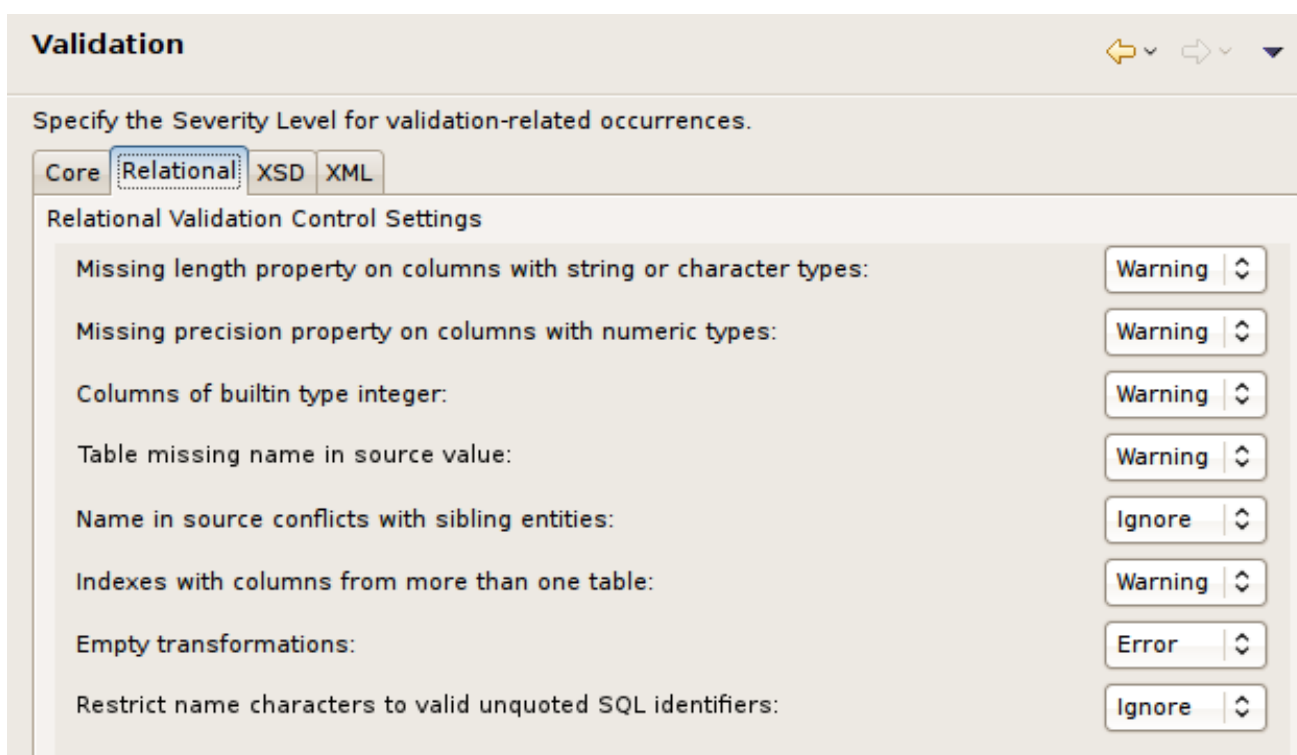 Validation
Specify the Severity Level for validation-related occurrences.
Core Relational XSD XML
Relational Validation Control Settings
Missing length property on columns with string or character types: Warning
Missing precision property on columns with numeric types: Warning
Columns of builtin type integer: Warning
Table missing name in source value: Warning
Name in source conflicts with sibling entities: Ignore
Indexes with columns from more than one table: Warning
Empty transformations: Error
Restrict name characters to valid unquoted SQL identifiers: Ignore